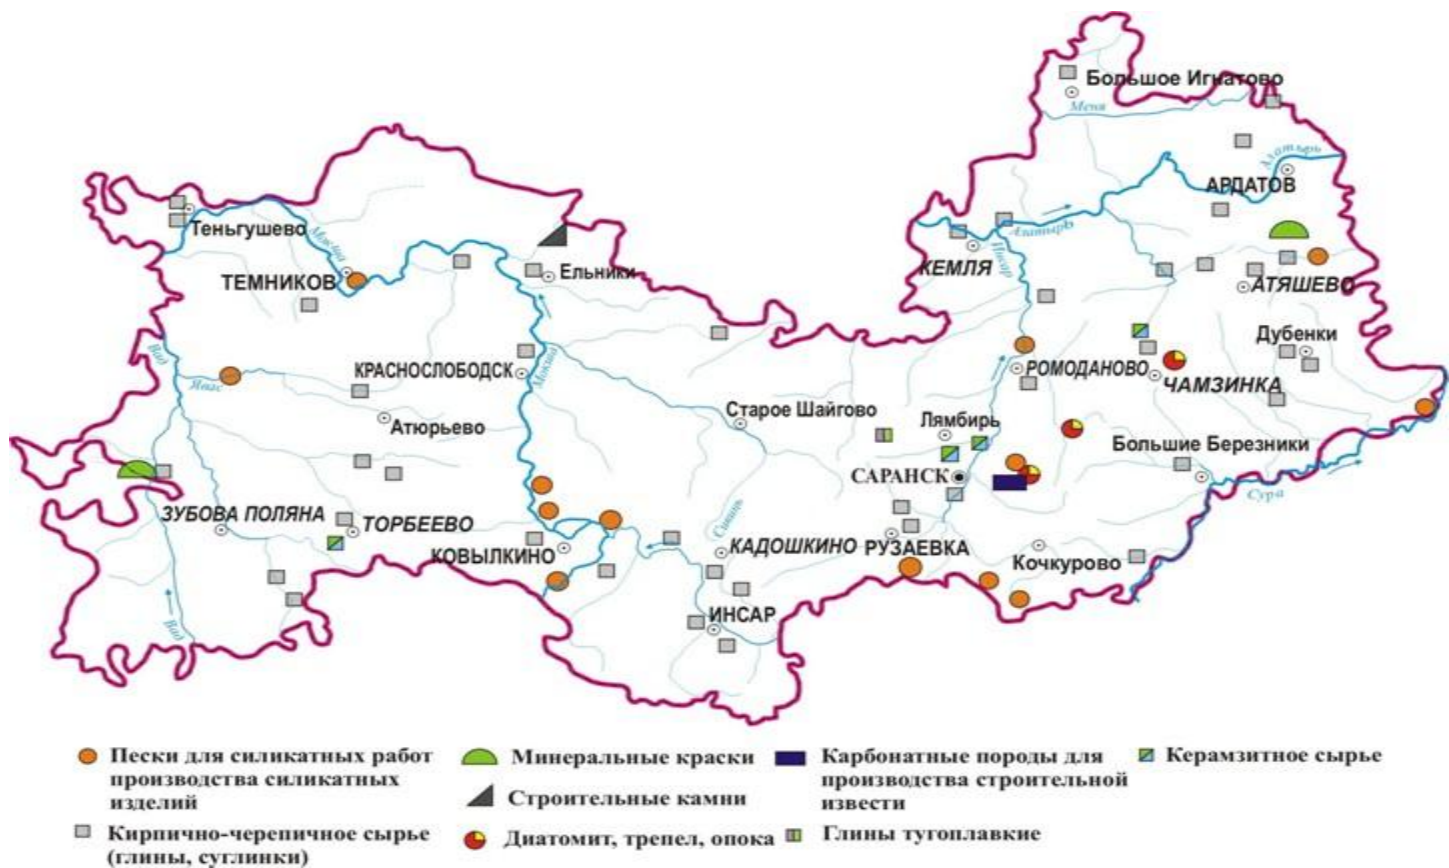 Большое Игнатово
Меня
Алатырь
АРДАТОВ
Теньгушево
Мокша
Алатырь
Инсар
КЕМЛЯ
ТЕМНИКОВ
Ельники
АТЯШЕВО
Вад
Дубенки
Явас
КРАСНОСЛОБОДСК
Мокша
РОМОДАНОВО
ЧАМЗИНКА
Старое Шайгово
Лямбирь
Атюрьево
Большие Березники
САРАНСК
Сура
ЗУБОВА ПОЛЯНА
ТОРБЕЕВО
Сивинь
КОВЫЛКИНО
КАДОШКИНО
РУЗАЕВКА
Кочкурово
ИНСАР
Вад
Пески для силикатных работ
производства силикатных
изделий
Кирпично-черепичное сырье
(глины, суглинки)
Минеральные краски
Строительные камни
Диатомит, трепел, опока
Карбонатные породы для
производства строительной
извести
Глины тугоплавкие
Керамзитное сырье